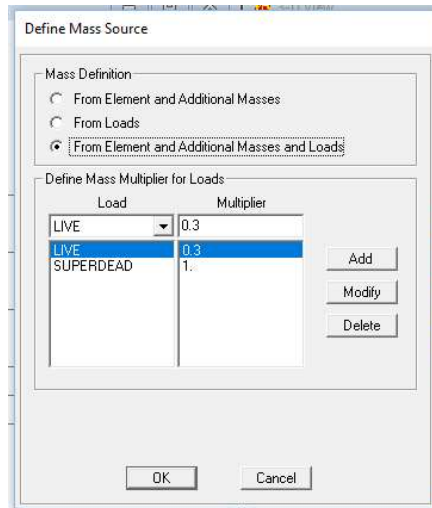 Define Mass Source
Mass Definition
From Element and Additional Masses
From Loads
From Element and Additional Masses and Loads
Define Mass Multiplier for Loads
Load Multiplier
LIVE 0.3
LIVE 0.3
SUPERDEAD 1.
Add
Modify
Delete
OK Cancel